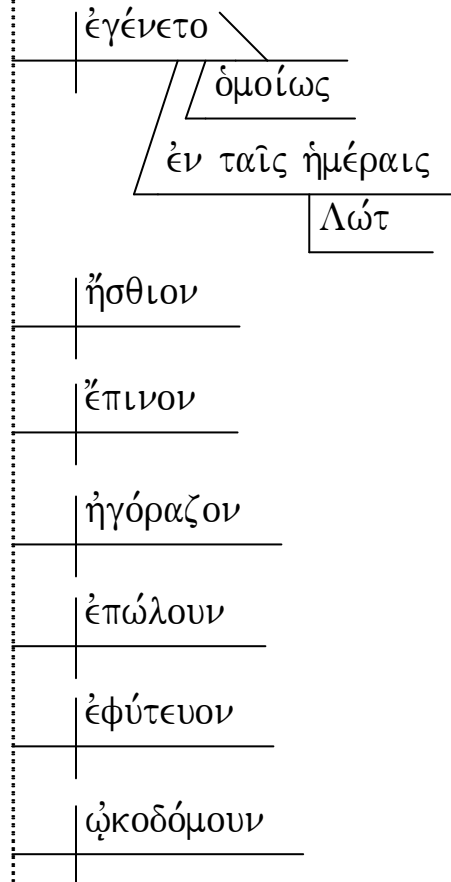 ἐγένετο
ὁμοίως
ἐν ταῖς ἡμέραις
Λώτ
ἤσθιον
ἔπινον
ἠγόραζον
ἐπώλουν
ἐφύτευον
ᾠκοδόμουν